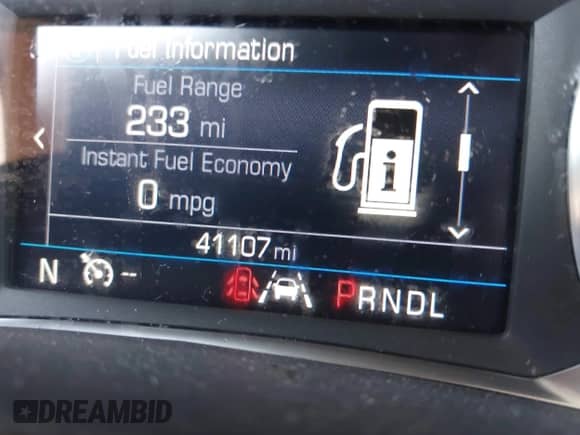 Fuel Information
Fuel Range
233 mi
Instant Fuel Economy
0 mpg
i
41107 mi
N -- PRNDL
DREAMBID